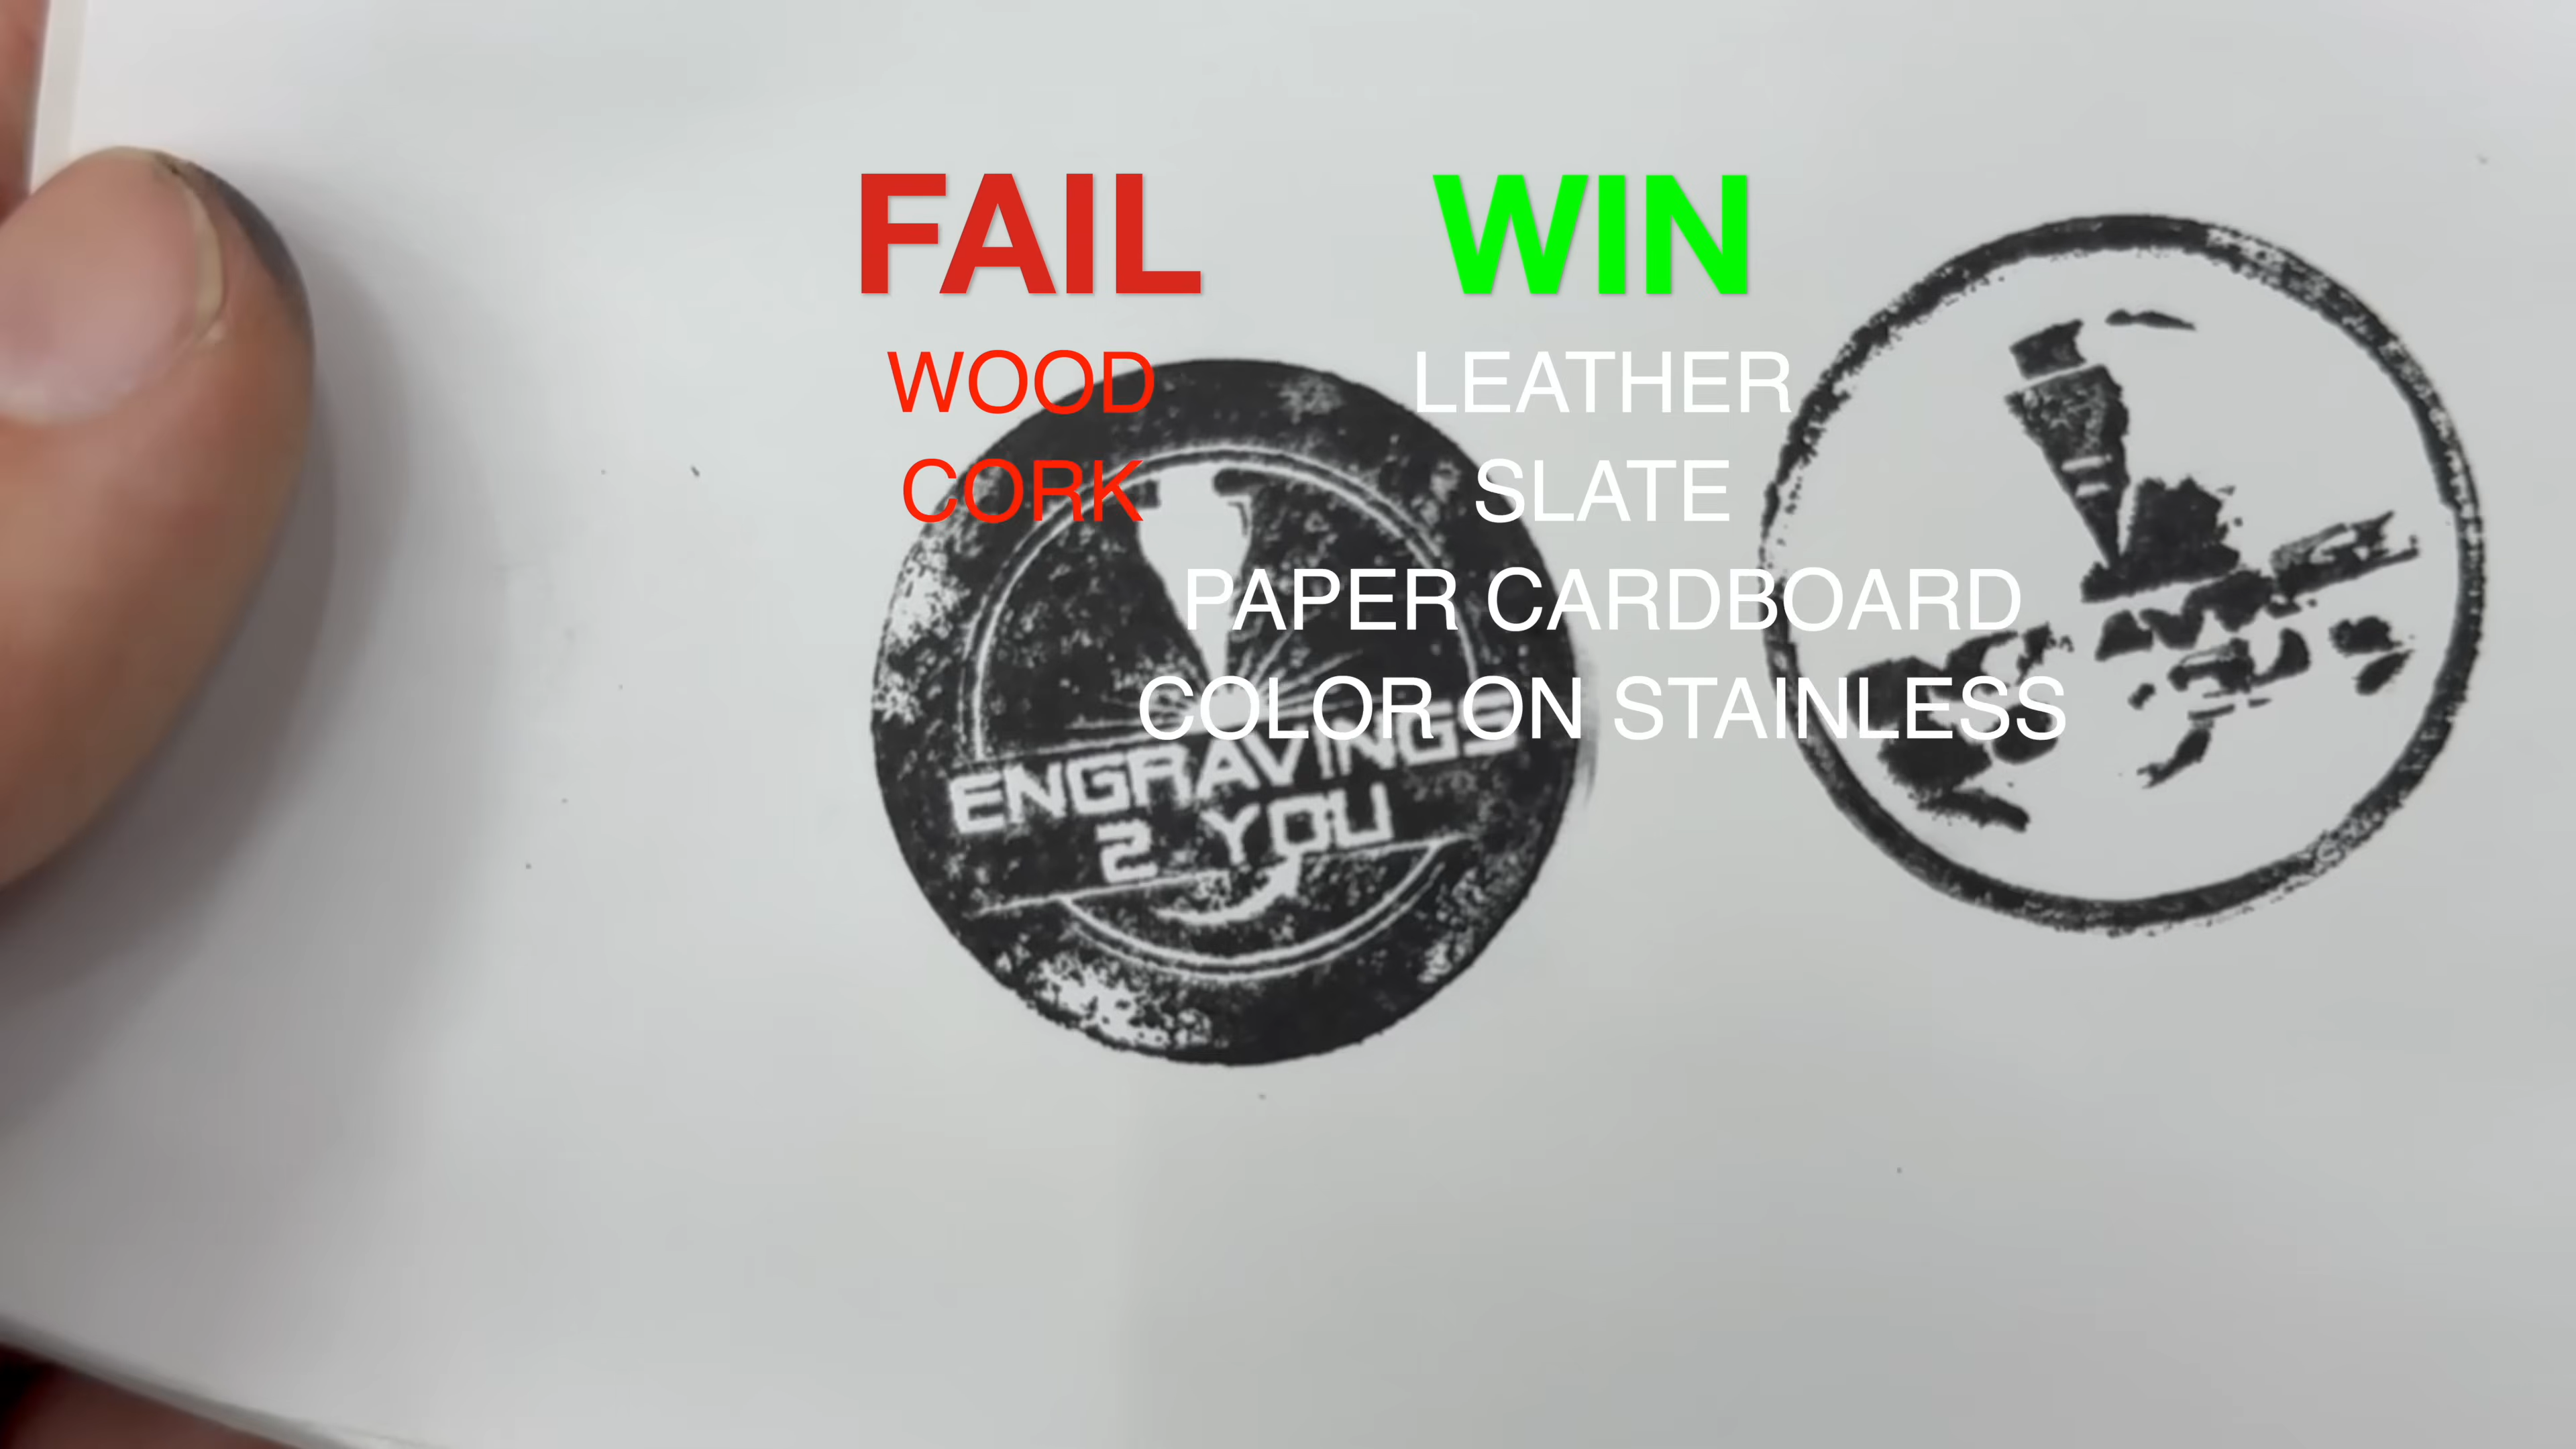 FAIL
WOOD
CORK
WIN
LEATHER
SLATE
PAPER CARDBOARD
COLOR ON STAINLESS
ENGRAVINGS
2 YOU